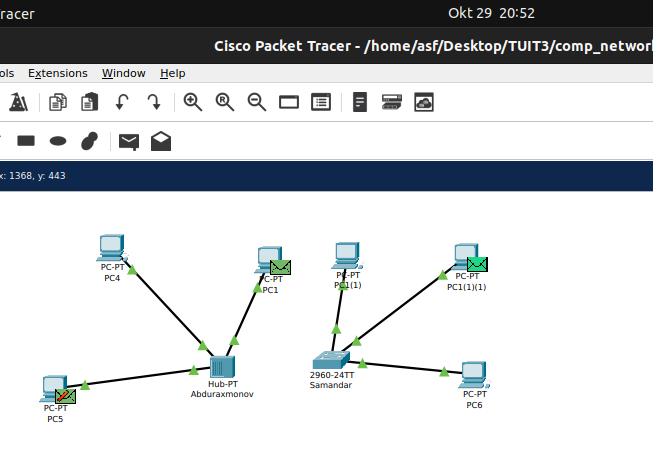 racer
Okt 29 20:52
Cisco Packet Tracer - /home/asf/Desktop/TUIT3/comp_networ
ols Extensions Window Help
x: 1368, y: 443
PC-PT
PC4
C-PT
PC1
PC-PT
PC1(1)
PC-PT
PC1(1)(1)
Hub-PT
Abduraxmonov
2960-24TT
Samandar
PC-PT
PC5
PC-PT
PC6